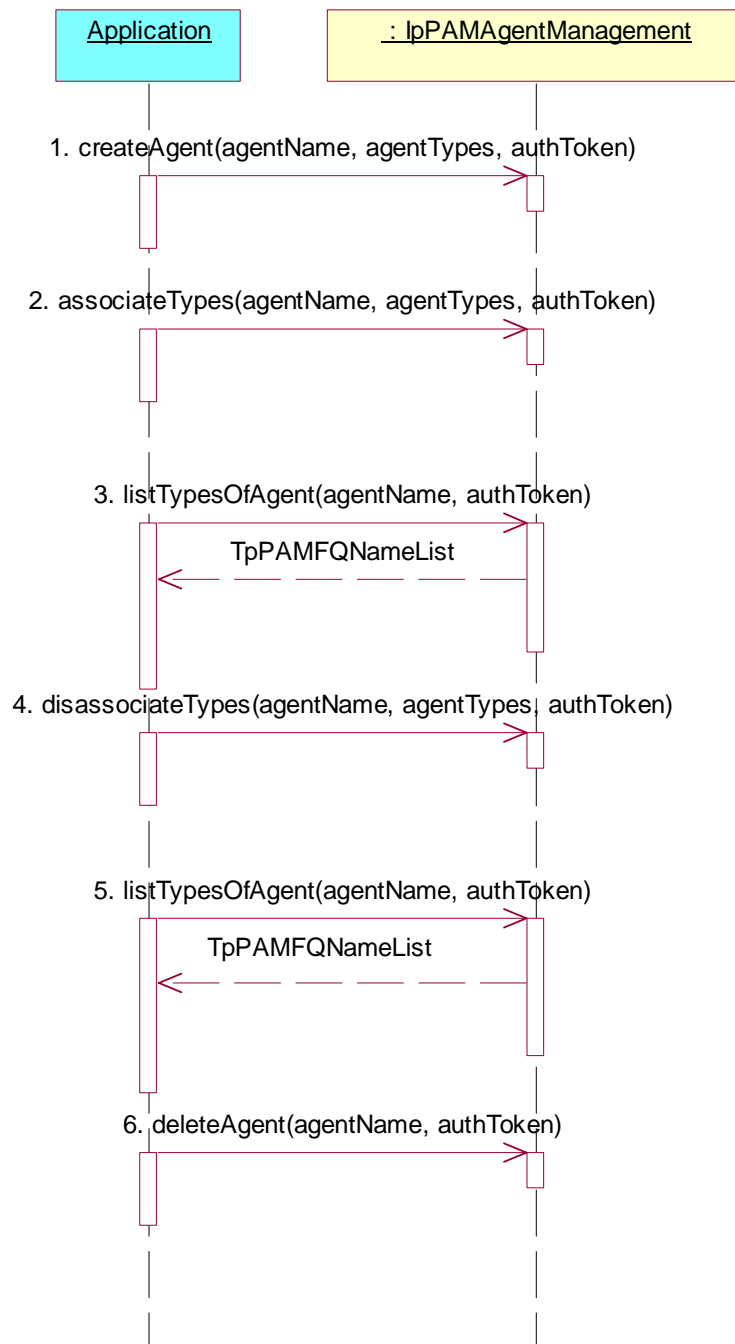 Application
: IpPAMAgentManagement
1. createAgent(agentName, agentTypes, authToken)
2. associateTypes(agentName, agentTypes, authToken)
3. listTypesOfAgent(agentName, authToken)
TpPAMFQNameList
4. disassociateTypes(agentName, agentTypes, authToken)
5. listTypesOfAgent(agentName, authToken)
TpPAMFQNameList
6. deleteAgent(agentName, authToken)